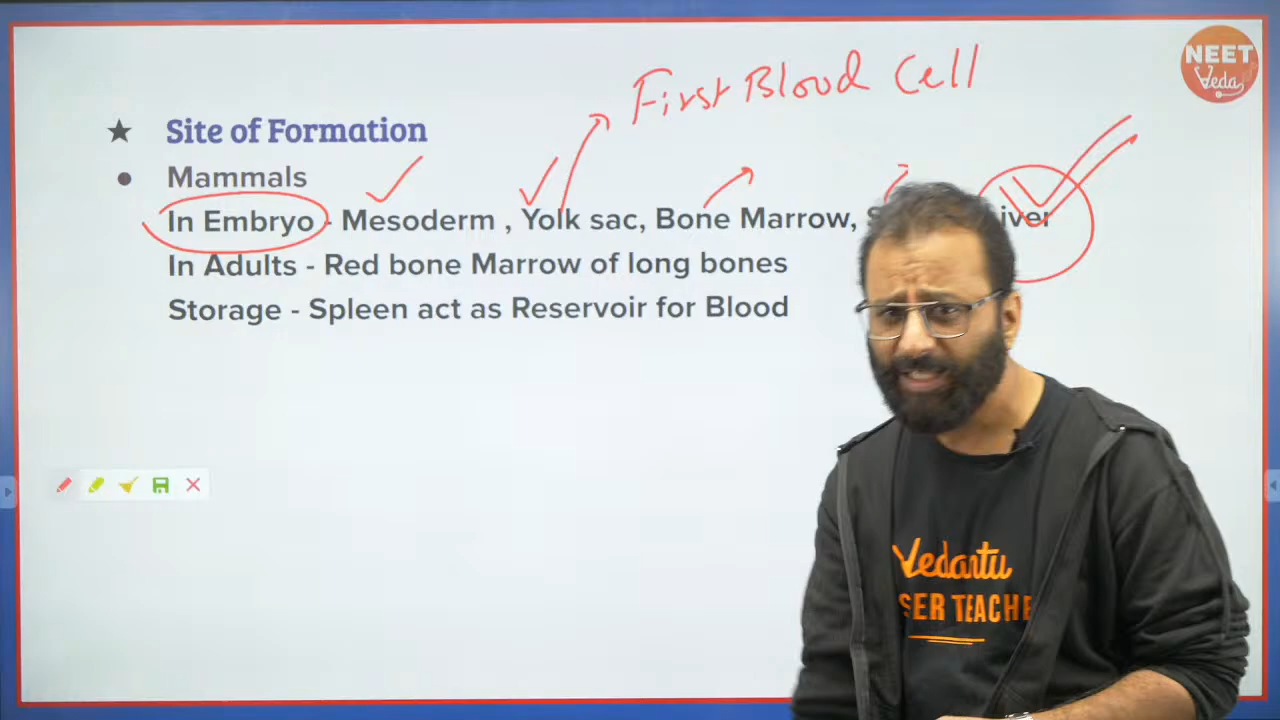 NEET
Veda
First Blood Cell
★ Site of Formation
● Mammals
In Embryo - Mesoderm , Yolk sac, Bone Marrow,
In Adults - Red bone Marrow of long bones
Storage - Spleen act as Reservoir for Blood
Vedantu